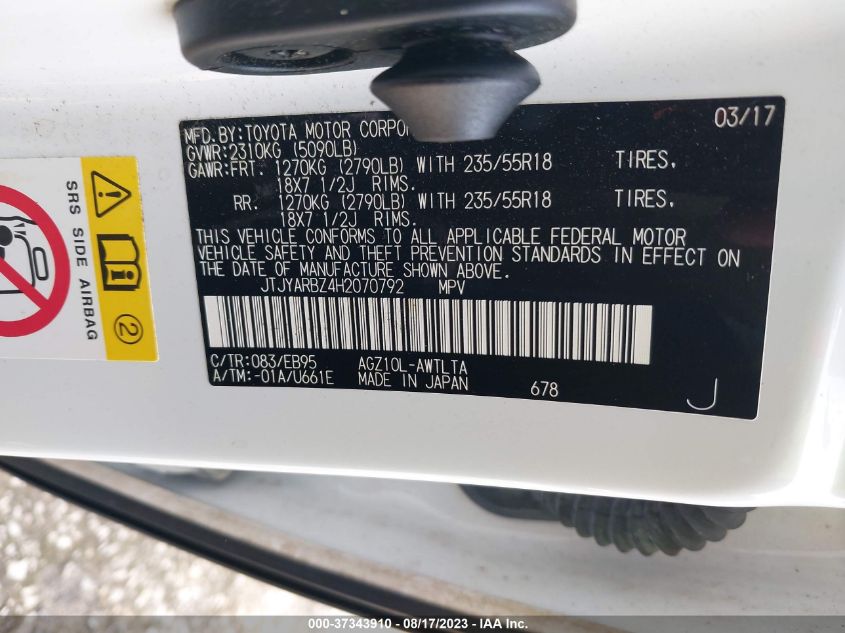 MFD. BY: TOYOTA MOTOR 03/17
GVWR: 2310KG (5090LB)
GAWR: FRT. 1270KG (2790LB) WITH 235/55R18 TIRES.
18X7 1/2J RIMS.
RR. 1270KG (2790LB) WITH 235/55R18 TIRES.
18X7 1/2J RIMS.
THIS VEHICLE CONFORMS TO ALL APPLICABLE FEDERAL MOTOR
VEHICLE SAFETY AND THEFT PREVENTION STANDARDS IN EFFECT ON
THE DATE OF MANUFACTURE SHOWN ABOVE.
JTJYARBZ4H2070792 MPV
C/TR: 083/EB95 AGZ10L-AWTLTA
A/TM: -01A/U661E MADE IN JAPAN 678 J
SRS SIDE AIRBAG
2
000-37343910 - 08/17/2023 - IAA Inc.